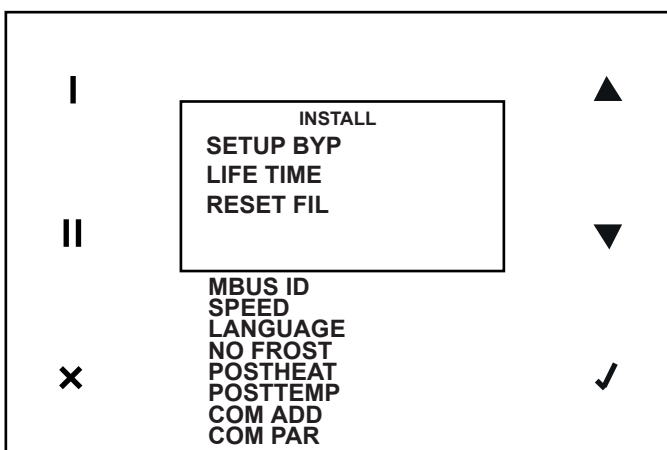 I
INSTALL
SETUP BYP
LIFE TIME
RESET FIL
II
MBUS ID
SPEED
LANGUAGE
NO FROST
POSTHEAT
POSTTEMP
COM ADD
COM PAR